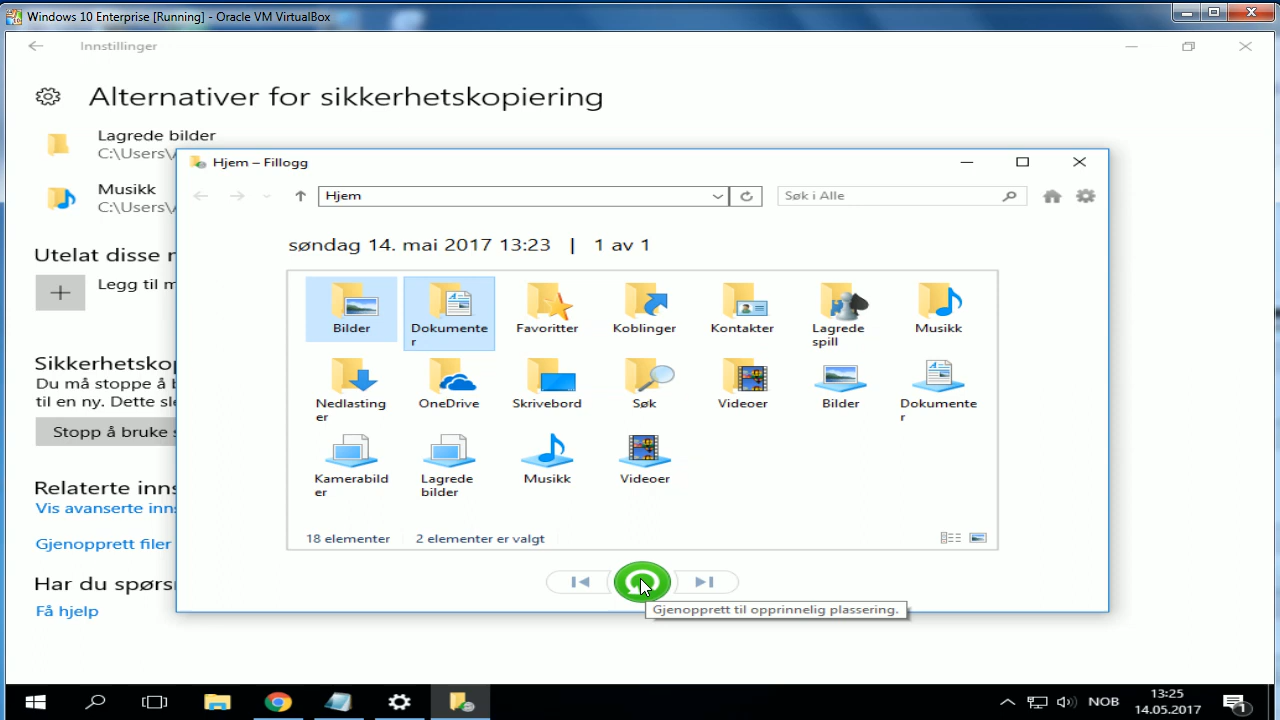 Windows 10 Enterprise [Running] - Oracle VM VirtualBox
Innstillinger
Alternativer for sikkerhetskopiering
Lagrede bilder
C:\Users\
Musikk
C:\Users\
Utelat disse
Legg til
Sikkerhetskop
Du må stoppe å
til en ny. Dette
Stopp å bruke
Relaterte inns
Vis avanserte inn
Gjenopprett filer
Har du spørs
Få hjelp
Hjem – Fillogg
Hjem
Søk i Alle
søndag 14. mai 2017 13:23 | 1 av 1
Bilder
Dokumente
r
Favoritter
Koblinger
Kontakter
Lagrede
spill
Musikk
Nedlasting
er
OneDrive
Skrivebord
Søk
Videoer
Bilder
Dokumente
r
Kamerabild
er
Lagrede
bilder
Musikk
Videoer
18 elementer
2 elementer er valgt
Gjenopprett til opprinnelig plassering.
NOB
13:25
14.05.2017
1